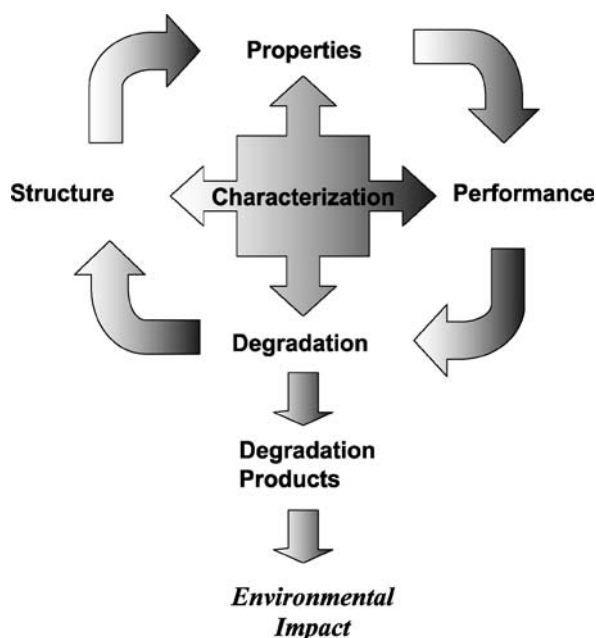 Properties
Structure
Characterization
Performance
Degradation
Degradation
Products
Environmental
Impact